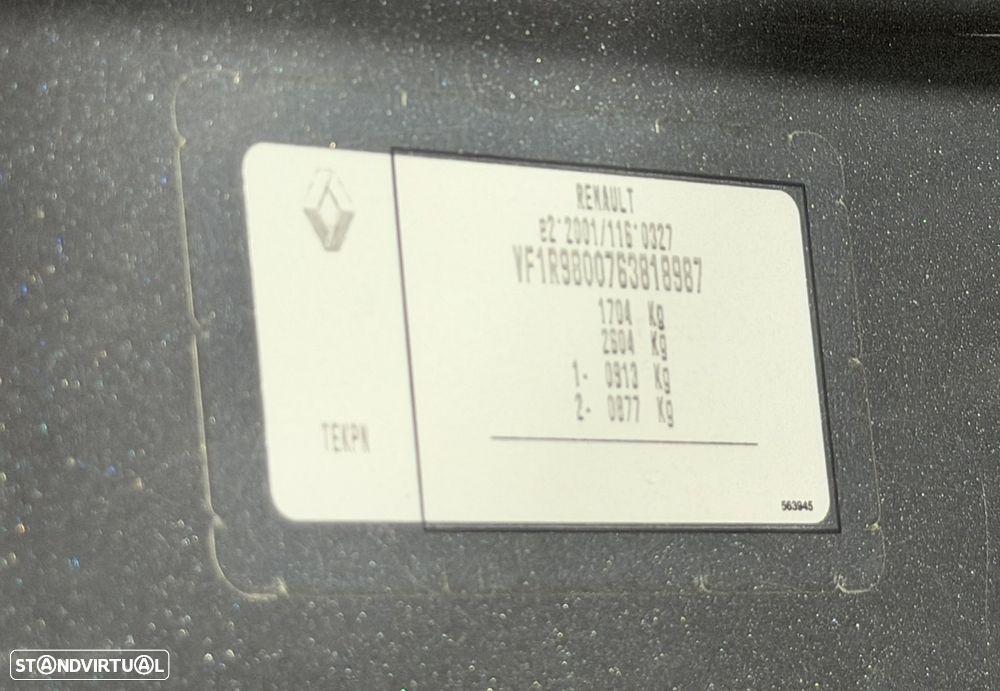 RENAULT
e2*2001/116*0327
VF1R9800763818987
1704 Kg
2604 Kg
1- 0913 Kg
2- 0877 Kg
TEKPN
563945
STANDVIRTUAL